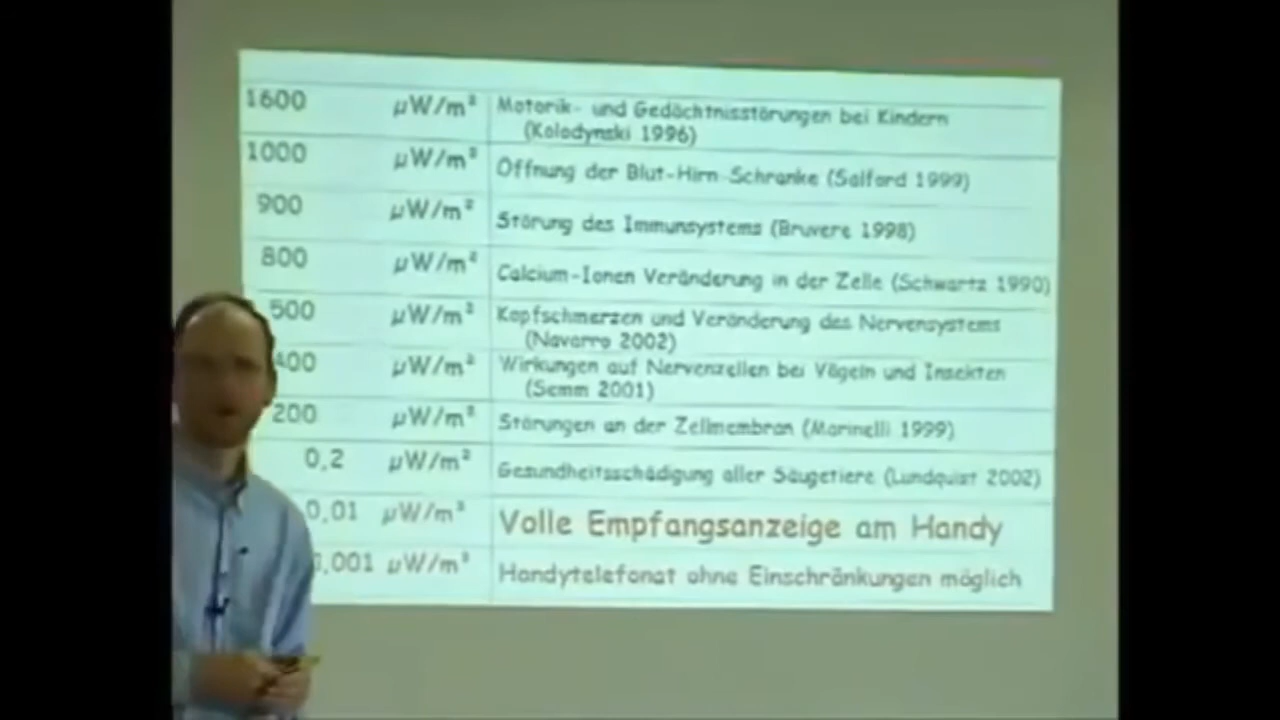 1600 µW/m² Motorik- und Gedächtnisstörungen bei Kindern
(Kolodynski 1996)
1000 µW/m² Öffnung der Blut-Hirn Schranke (Salford 1999)
900 µW/m² Störung des Immunsystems (Bruvere 1998)
800 µW/m² Calcium-Ionen Veränderung in der Zelle (Schwartz 1990)
500 µW/m² Kopfschmerzen und Veränderung des Nervensystems
(Navarro 2002)
400 µW/m² Wirkungen auf Nervenzellen bei Vögeln und Insekten
(Semm 2001)
200 µW/m² Störungen an der Zellmembran (Marinelli 1999)
0,2 µW/m² Gesundheitsschädigung aller Säugetiere (Lundquist 2002)
0,01 µW/m² Volle Empfangsanzeige am Handy
0,001 µW/m² Handytelefonat ohne Einschränkungen möglich